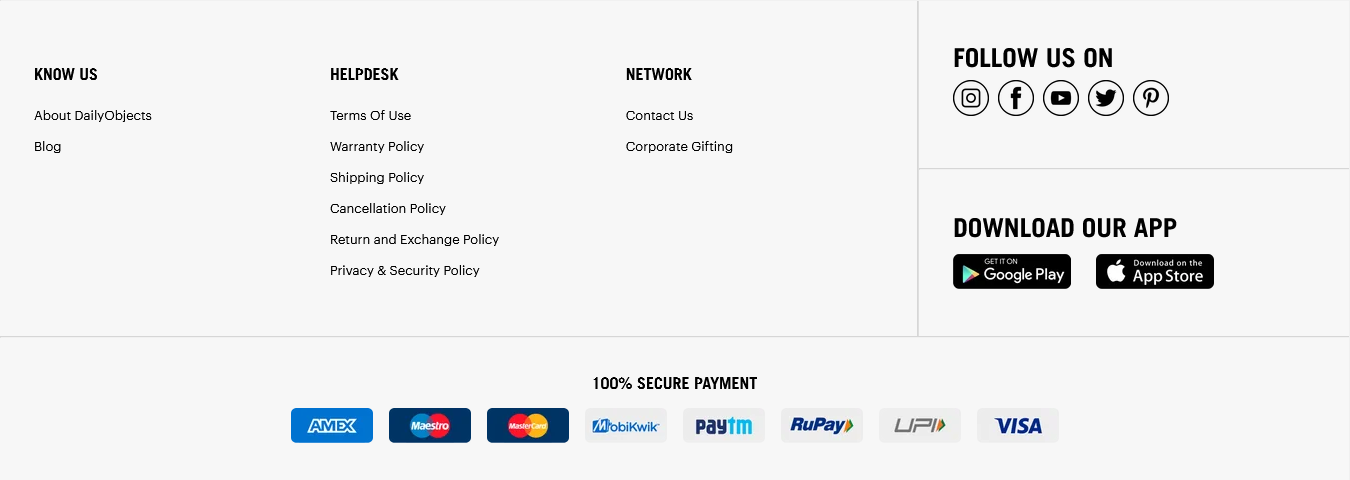 KNOW US
About DailyObjects
Blog
HELPDESK
Terms Of Use
Warranty Policy
Shipping Policy
Cancellation Policy
Return and Exchange Policy
Privacy & Security Policy
NETWORK
Contact Us
Corporate Gifting
FOLLOW US ON
DOWNLOAD OUR APP
GET IT ON
Google Play
Download on the
App Store
100% SECURE PAYMENT
AMEX
Maestro
MasterCard
MobiKwik
paytm
RuPay
UPI
VISA